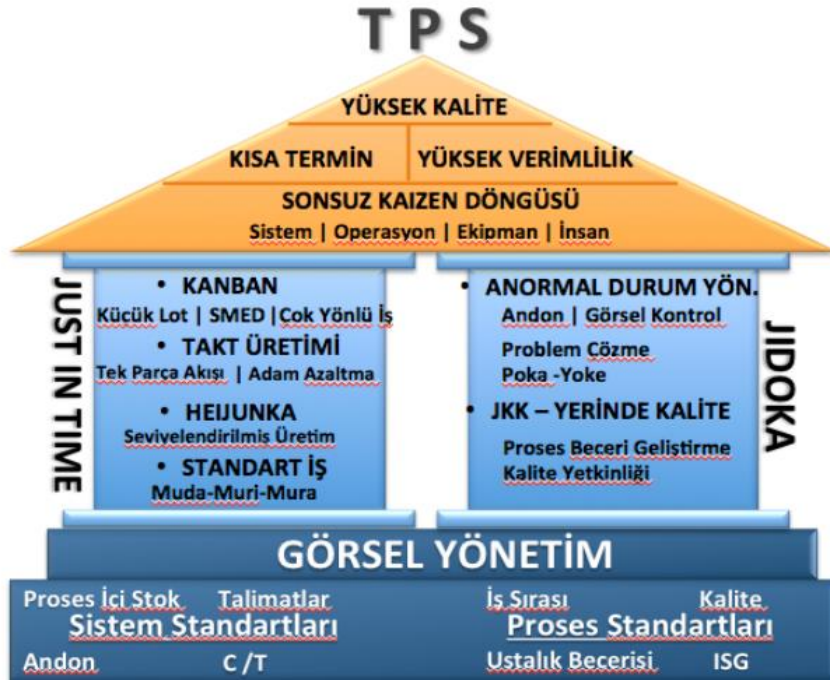 TPS
YÜKSEK KALİTE
KISA TERMİN YÜKSEK VERİMLİLİK
SONSUZ KAIZEN DÖNGÜSÜ
Sistem | Operasyon | Ekipman | İnsan
JUST IN TIME
• KANBAN
Küçük Lot | SMED | Çok Yönlü İş
• TAKT ÜRETİMİ
Tek Parça Akışı | Adam Azaltma
• HEIJUNKA
Seviyelendirilmiş Üretim
• STANDART İŞ
Muda-Muri-Mura
• ANORMAL DURUM YÖN.
Andon | Görsel Kontrol
Problem Çözme
Poka -Yoke
• JKK – YERİNDE KALİTE
Proses Beceri Geliştirme
Kalite Yetkinliği
JIDOKA
GÖRSEL YÖNETİM
Proses İçi Stok Talimatlar
Sistem Standartları
Andon C /T
İş Sırası Kalite
Proses Standartları
Ustalık Becerisi ISG